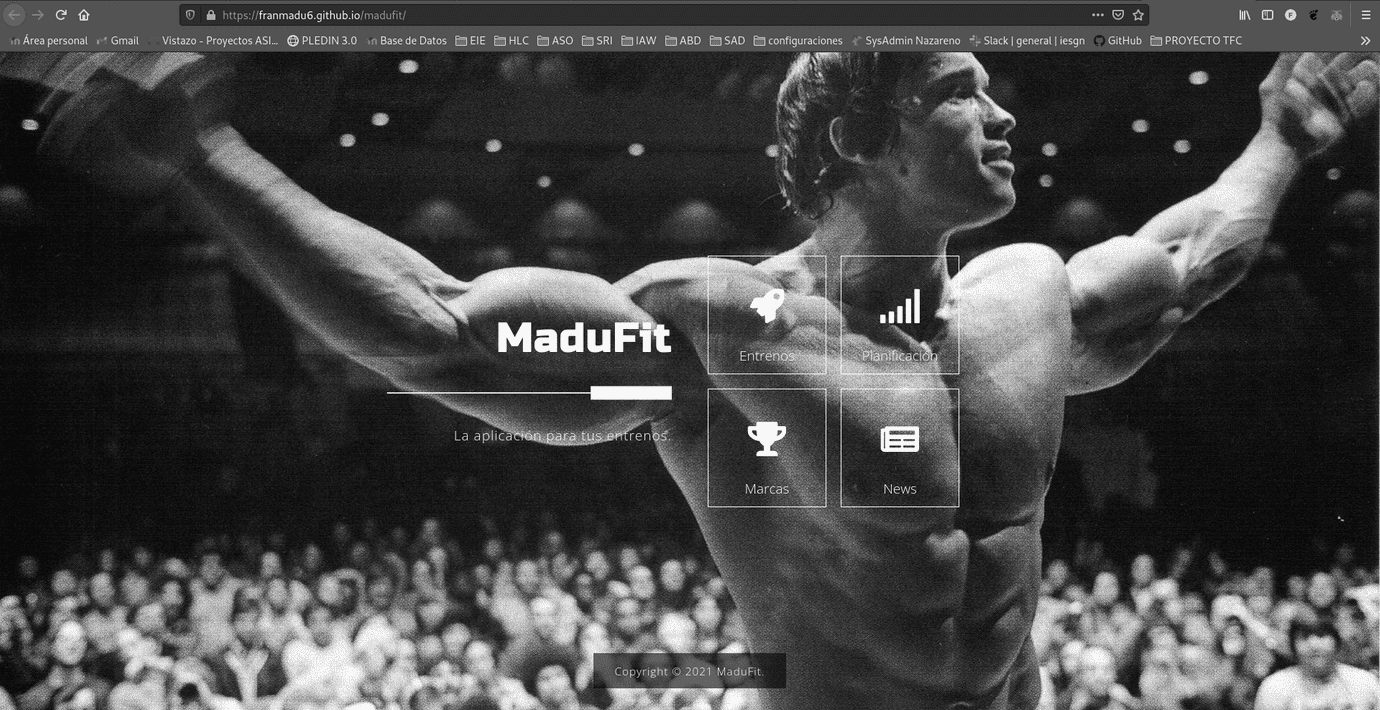 https://franmadu6.github.io/madufit/
Área personal Gmail Vistazo - Proyectos ASI... PLEDIN 3.0 Base de Datos EIE HLC ASO SRI IAW ABD SAD configuraciones SysAdmin Nazareno Slack | general | iesgn GitHub PROYECTO TFC
MaduFit
La aplicación para tus entrenos.
Entrenos Planificación
Marcas News
Copyright © 2021 MaduFit.